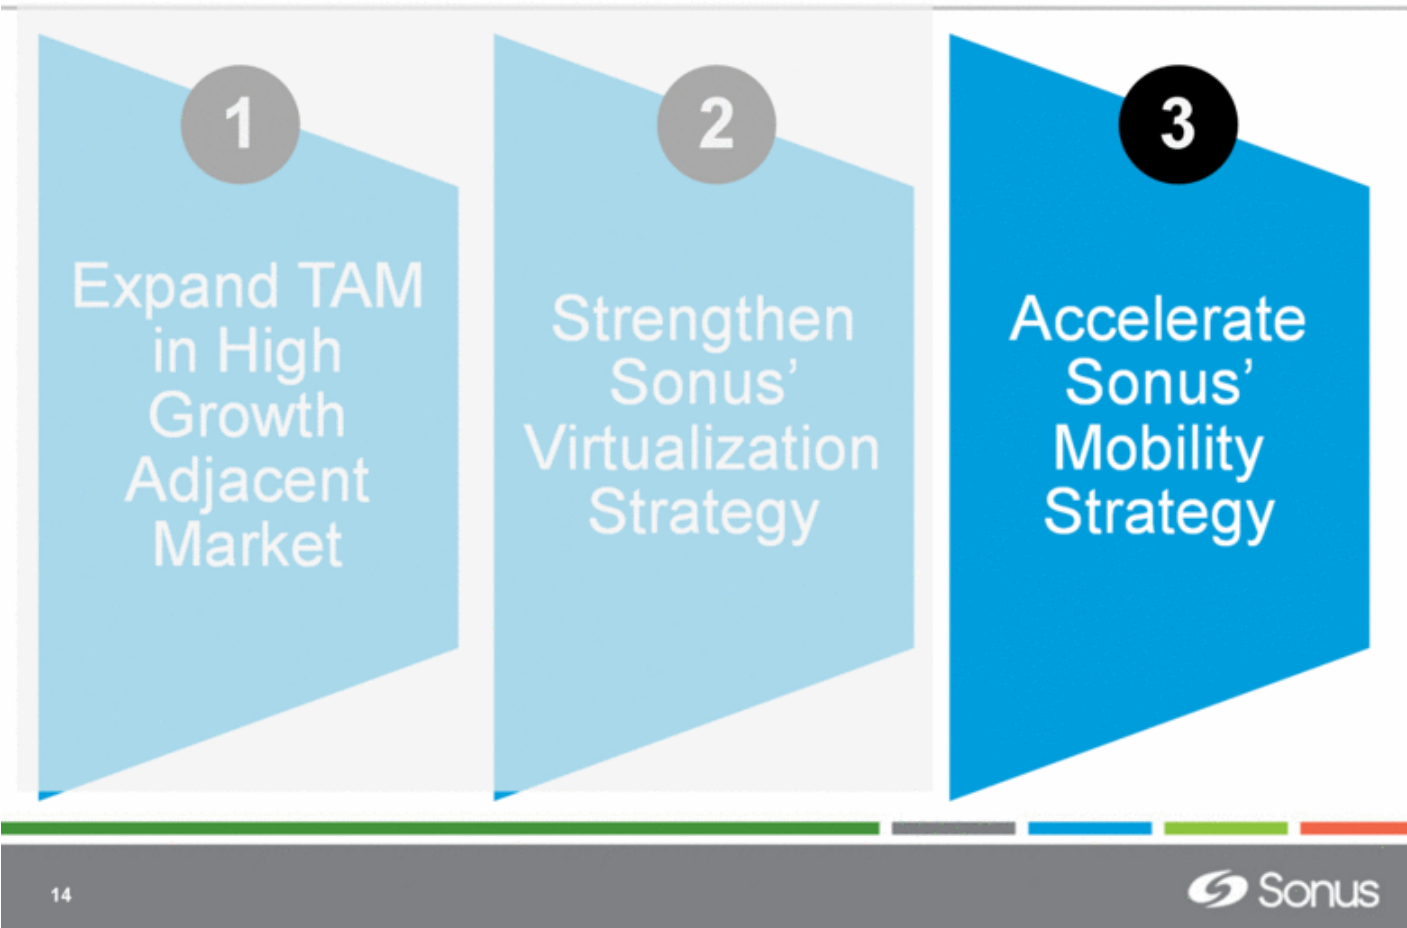 1
Expand TAM
in High
Growth
Adjacent
Market
2
Strengthen
Sonus’
Virtualization
Strategy
3
Accelerate
Sonus’
Mobility
Strategy
14
Sonus